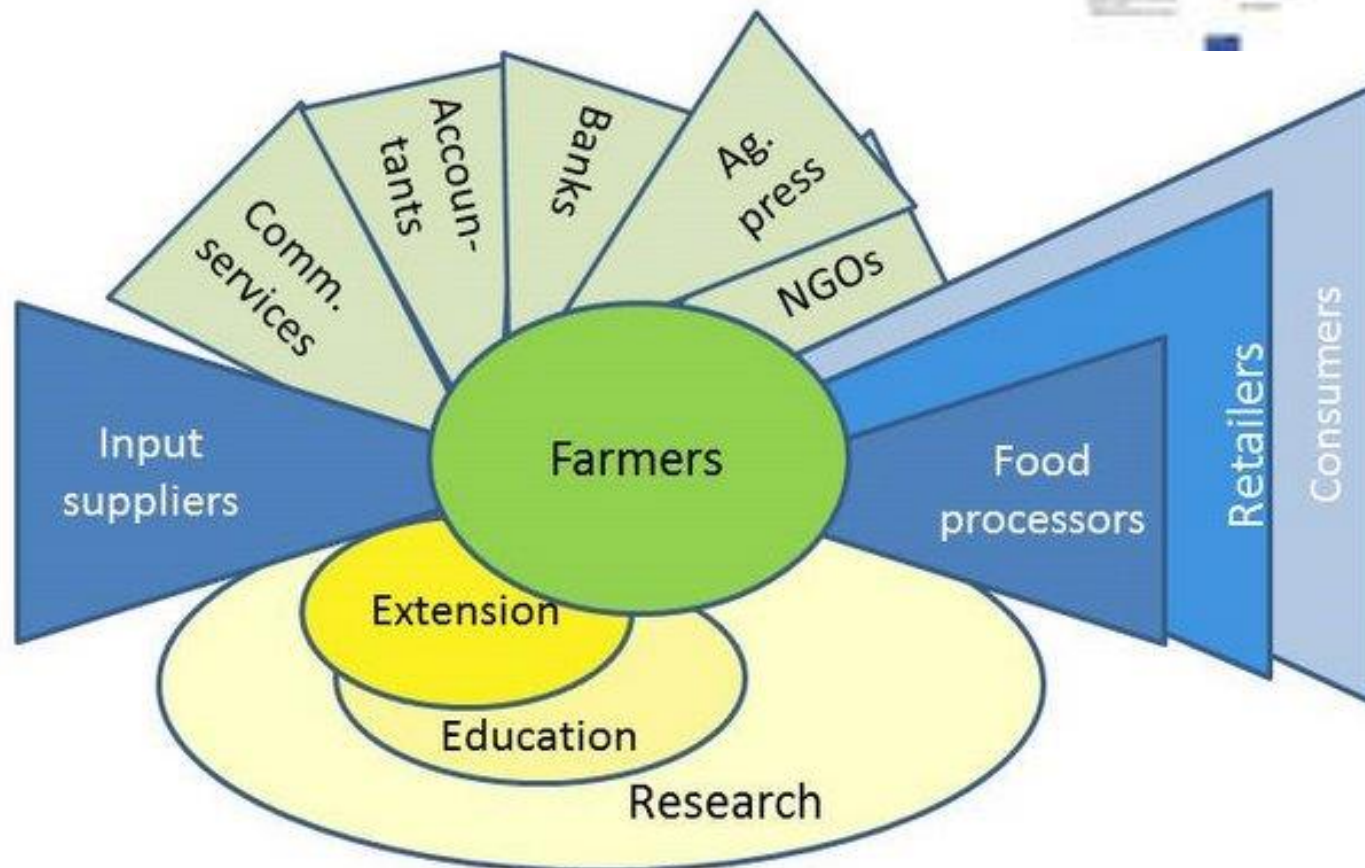 Comm.
services
Accoun-
tants
Banks
Ag.
press
NGOs
Input
suppliers
Farmers
Food
processors
Retailers
Consumers
Extension
Education
Research